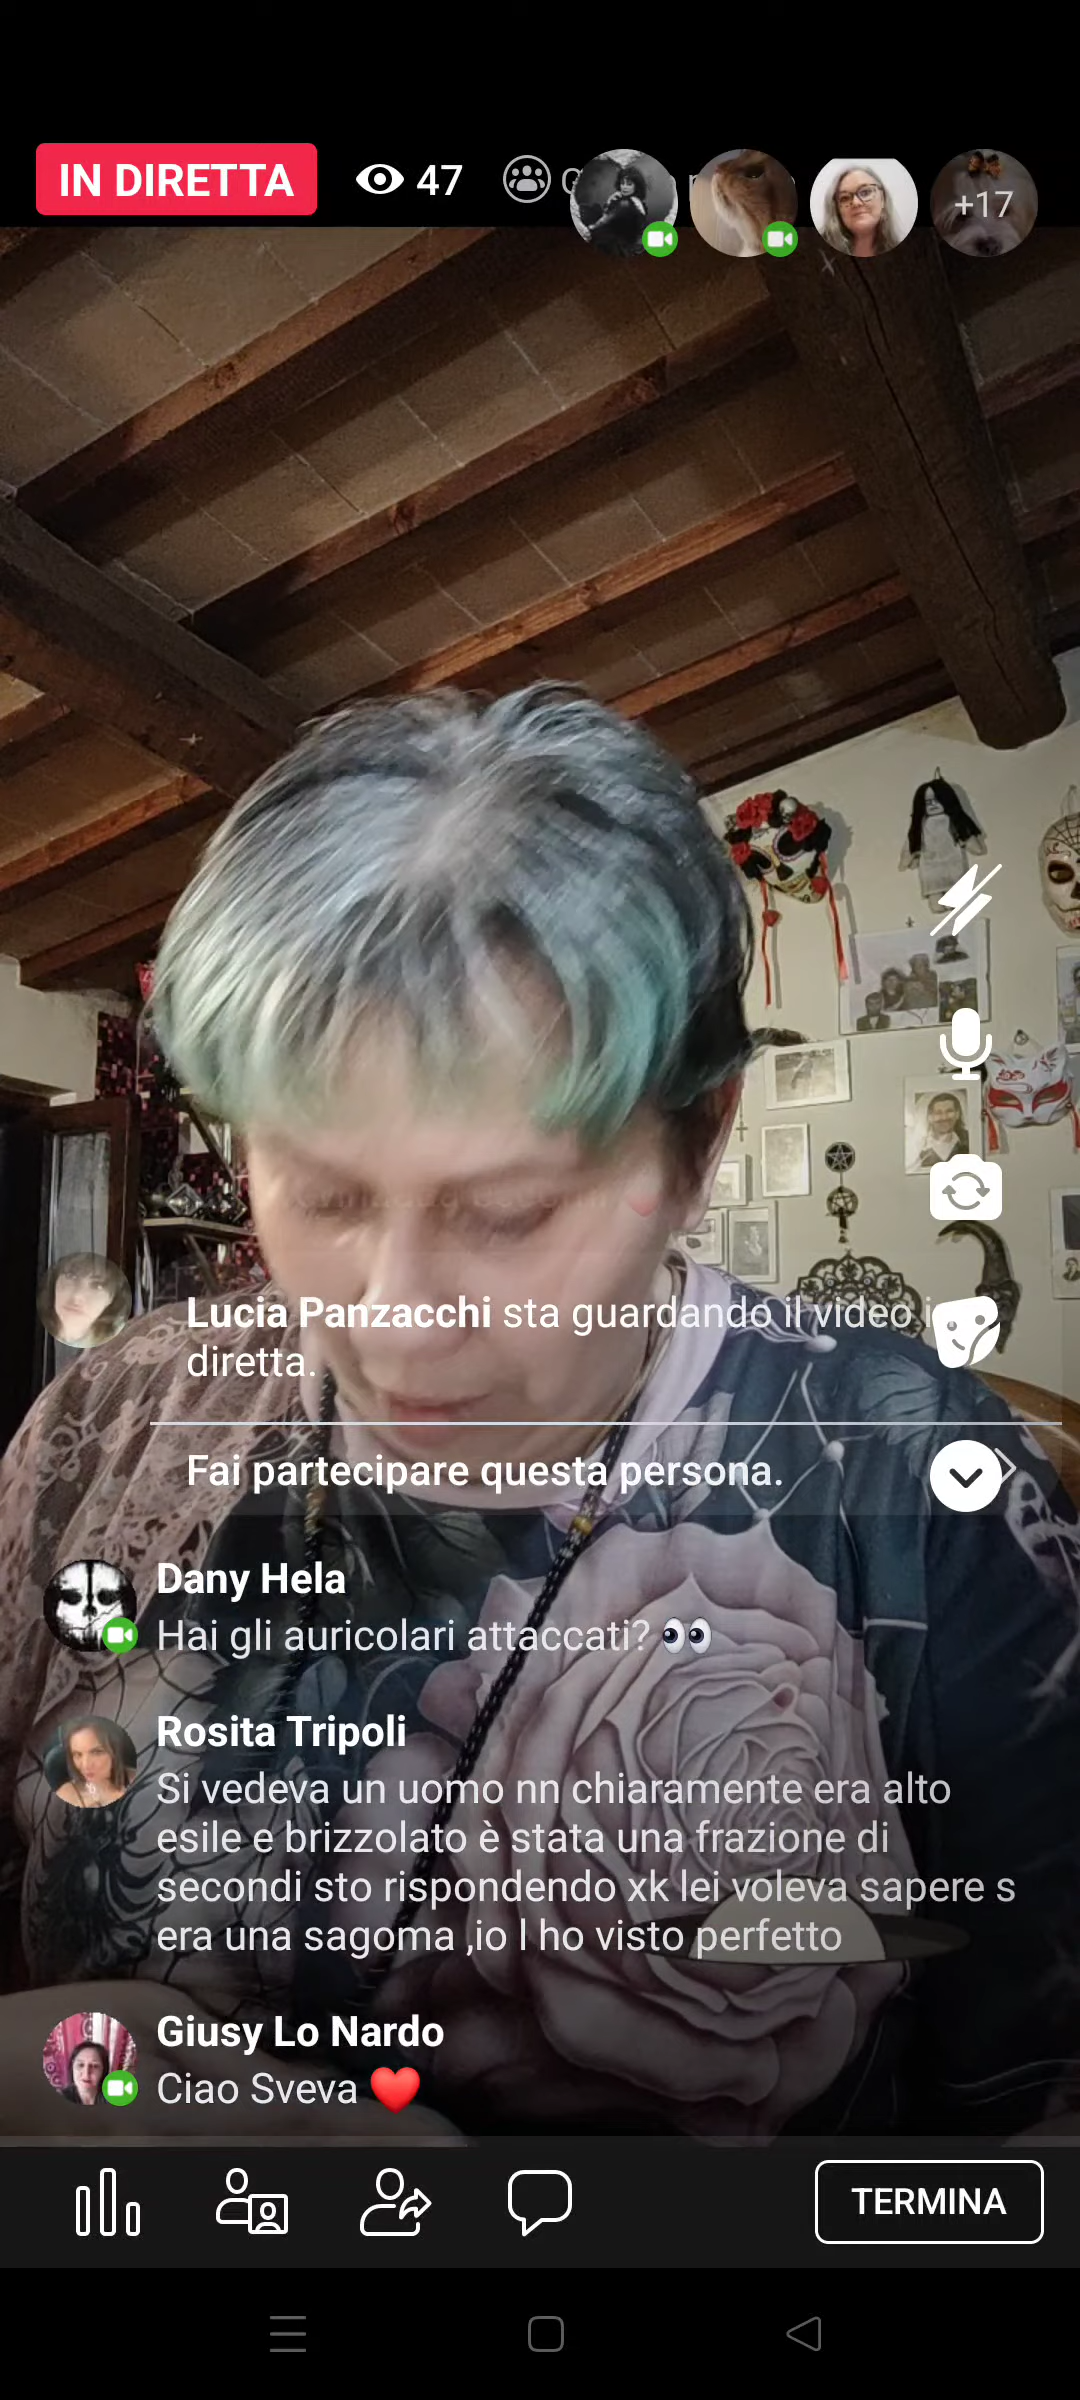 IN DIRETTA 47
+17
Lucia Panzacchi sta guardando il video
diretta.
Fai partecipare questa persona.
Dany Hela
Hai gli auricolari attaccati? 👀
Rosita Tripoli
Si vedeva un uomo nn chiaramente era alto
esile e brizzolato è stata una frazione di
secondi sto rispondendo xk lei voleva sapere s
era una sagoma ,io l ho visto perfetto
Giusy Lo Nardo
Ciao Sveva ❤️
TERMINA